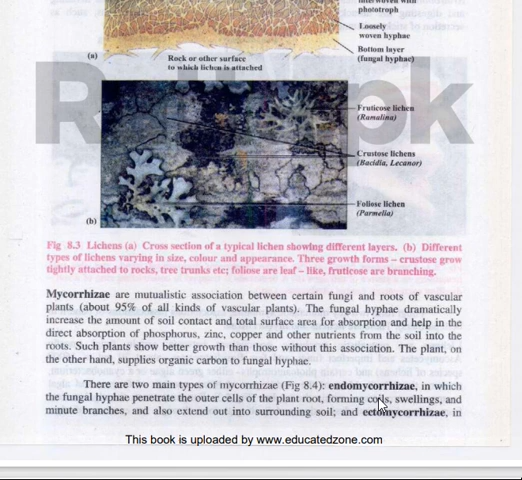 phototroph
Loosely
woven hyphae
Bottom layer
(fungal hyphae)
(a)
Rock or other surface
to which lichen is attached
Fruticose lichen
(Ramalina)
Crustose lichens
(Bacidia, Lecanor)
Foliose lichen
(Parmelia)
(b)
Fig 8.3 Lichens (a) Cross section of a typical lichen showing different layers. (b) Different
types of lichens varying in size, colour and appearance. Three growth forms – crustose grow
tightly attached to rocks, tree trunks etc; foliose are leaf – like, fruticose are branching.
Mycorrhizae are mutualistic association between certain fungi and roots of vascular
plants (about 95% of all kinds of vascular plants). The fungal hyphae dramatically
increase the amount of soil contact and total surface area for absorption and help in the
direct absorption of phosphorus, zinc, copper and other nutrients from the soil into the
roots. Such plants show better growth than those without this association. The plant, on
the other hand, supplies organic carbon to fungal hyphae.
There are two main types of mycorrhizae (Fig 8.4): endomycorrhizae, in which
the fungal hyphae penetrate the outer cells of the plant root, forming coils, swellings, and
minute branches, and also extend out into surrounding soil; and ectomycorrhizae, in
This book is uploaded by www.educatedzone.com